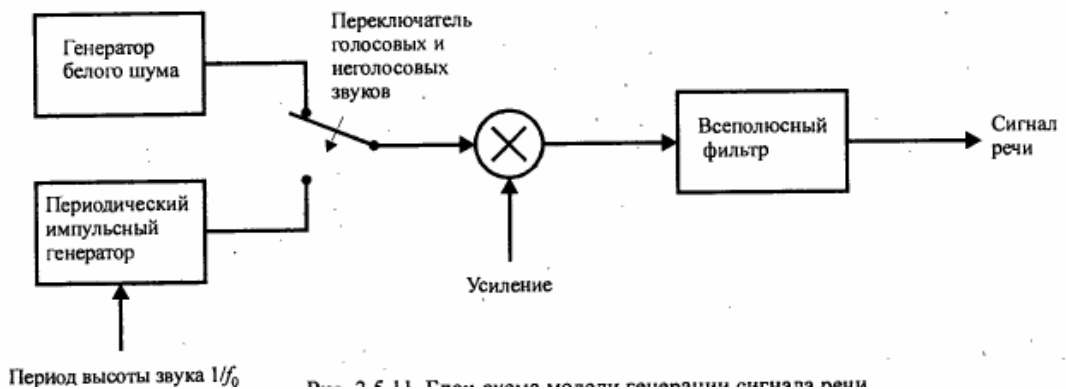 Генератор
белого шума
Переключатель
голосовых и
неголосовых
звуков
Всеполюсный
фильтр
Сигнал
речи
Периодический
импульсный
генератор
Усиление
Период высоты звука 1/f₀
Рис. 3.5.11. Блок-схема модели генерации сигнала речи